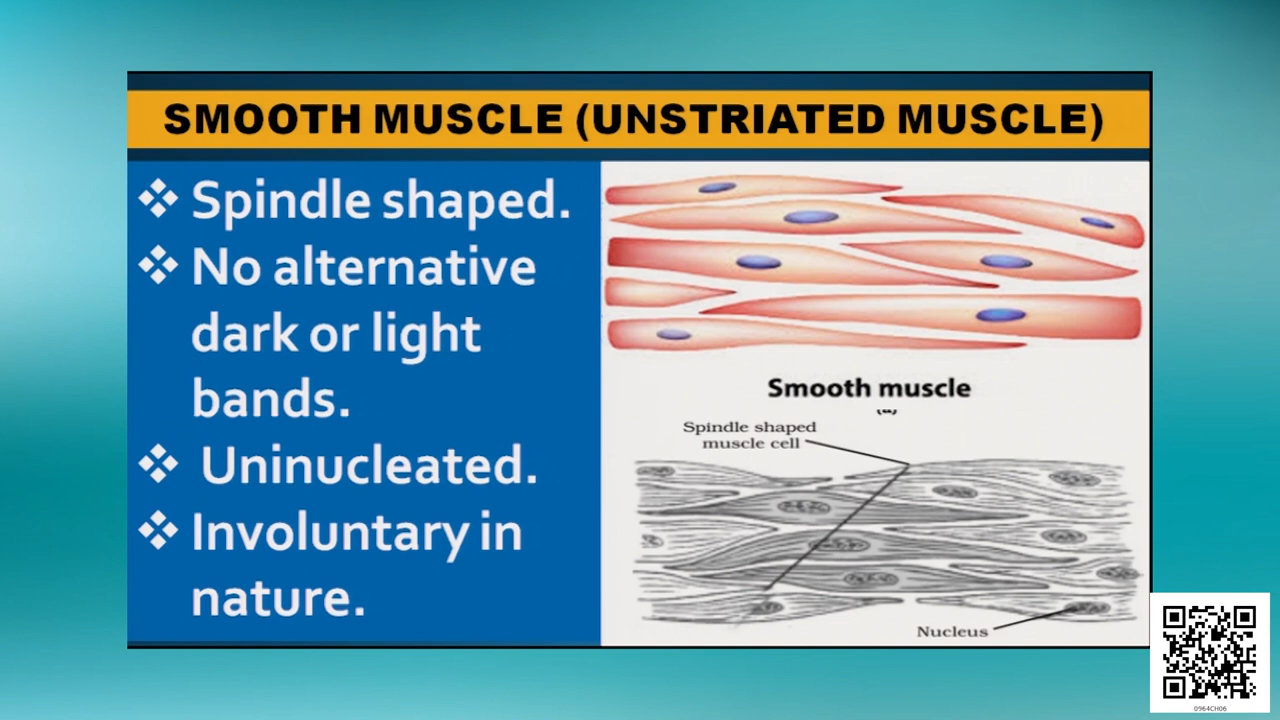 SMOOTH MUSCLE (UNSTRIATED MUSCLE)
❖ Spindle shaped.
❖ No alternative
dark or light
bands.
❖ Uninucleated.
❖ Involuntary in
nature.
Smooth muscle
Spindle shaped
muscle cell
Nucleus
0964CH06